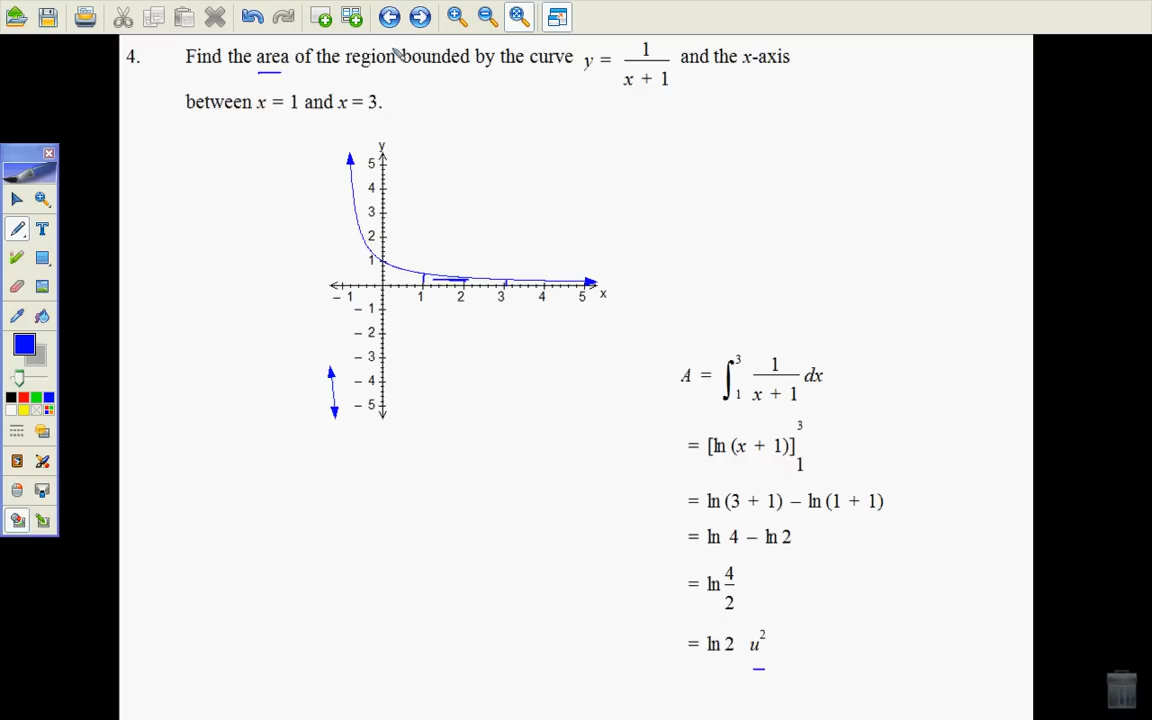 4. Find the area of the region bounded by the curve y = 1/(x + 1) and the x-axis
between x = 1 and x = 3.
y
5
4
3
2
1
– 1 1 2 3 4 5 x
– 1
– 2
– 3
– 4
– 5
A = ∫₁³ 1/(x + 1) dx
= [ln (x + 1)]₁³
= ln (3 + 1) – ln (1 + 1)
= ln 4 – ln 2
= ln 4/2
= ln 2 u²
T